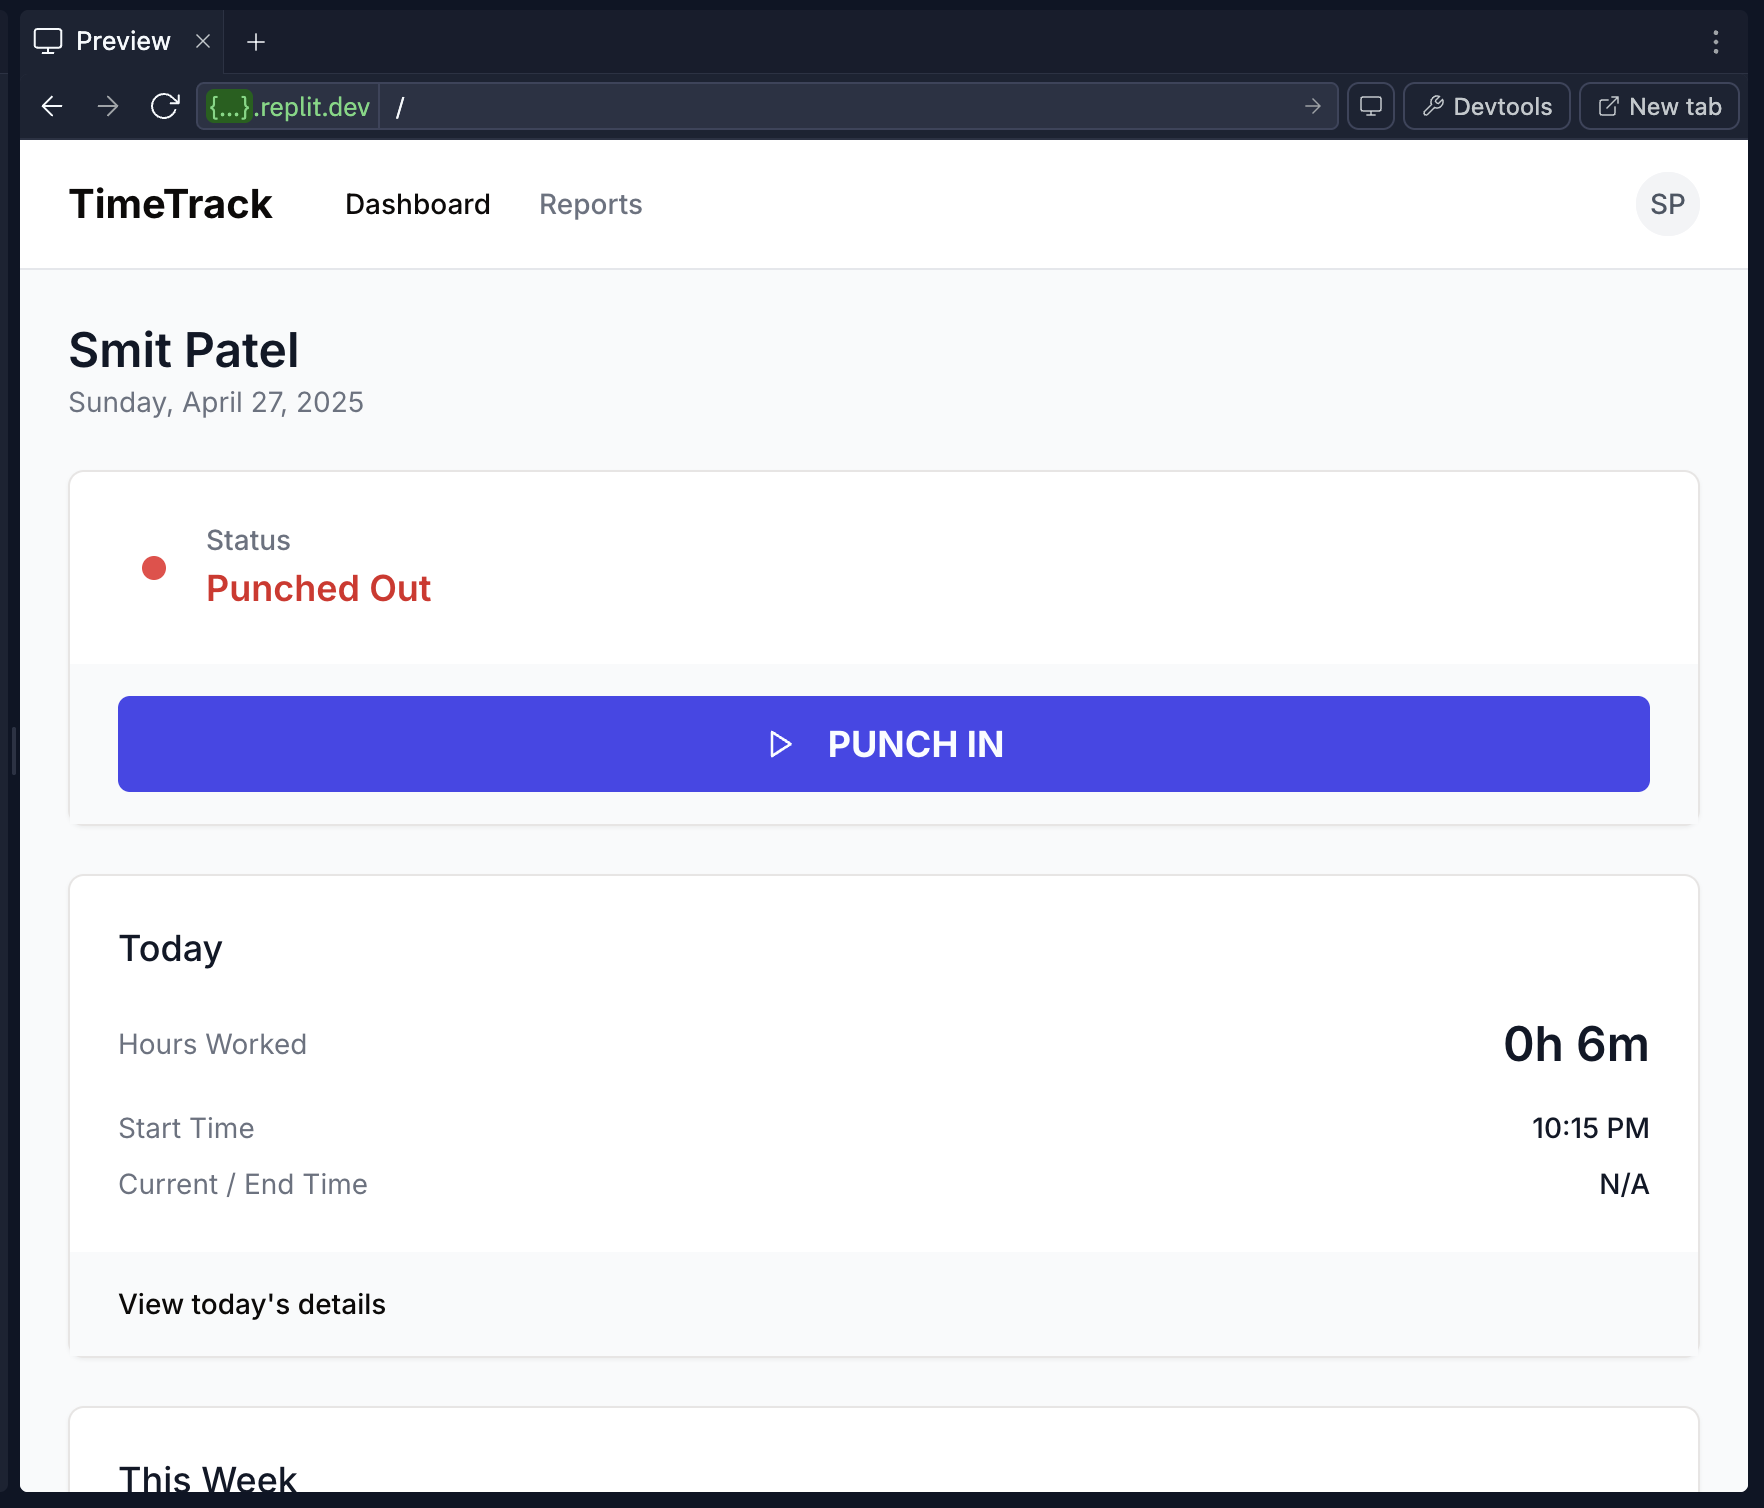 Preview
{...}.replit.dev /
Devtools
New tab
TimeTrack
Dashboard
Reports
SP
Smit Patel
Sunday, April 27, 2025
Status
Punched Out
PUNCH IN
Today
Hours Worked
0h 6m
Start Time
10:15 PM
Current / End Time
N/A
View today's details
This Week